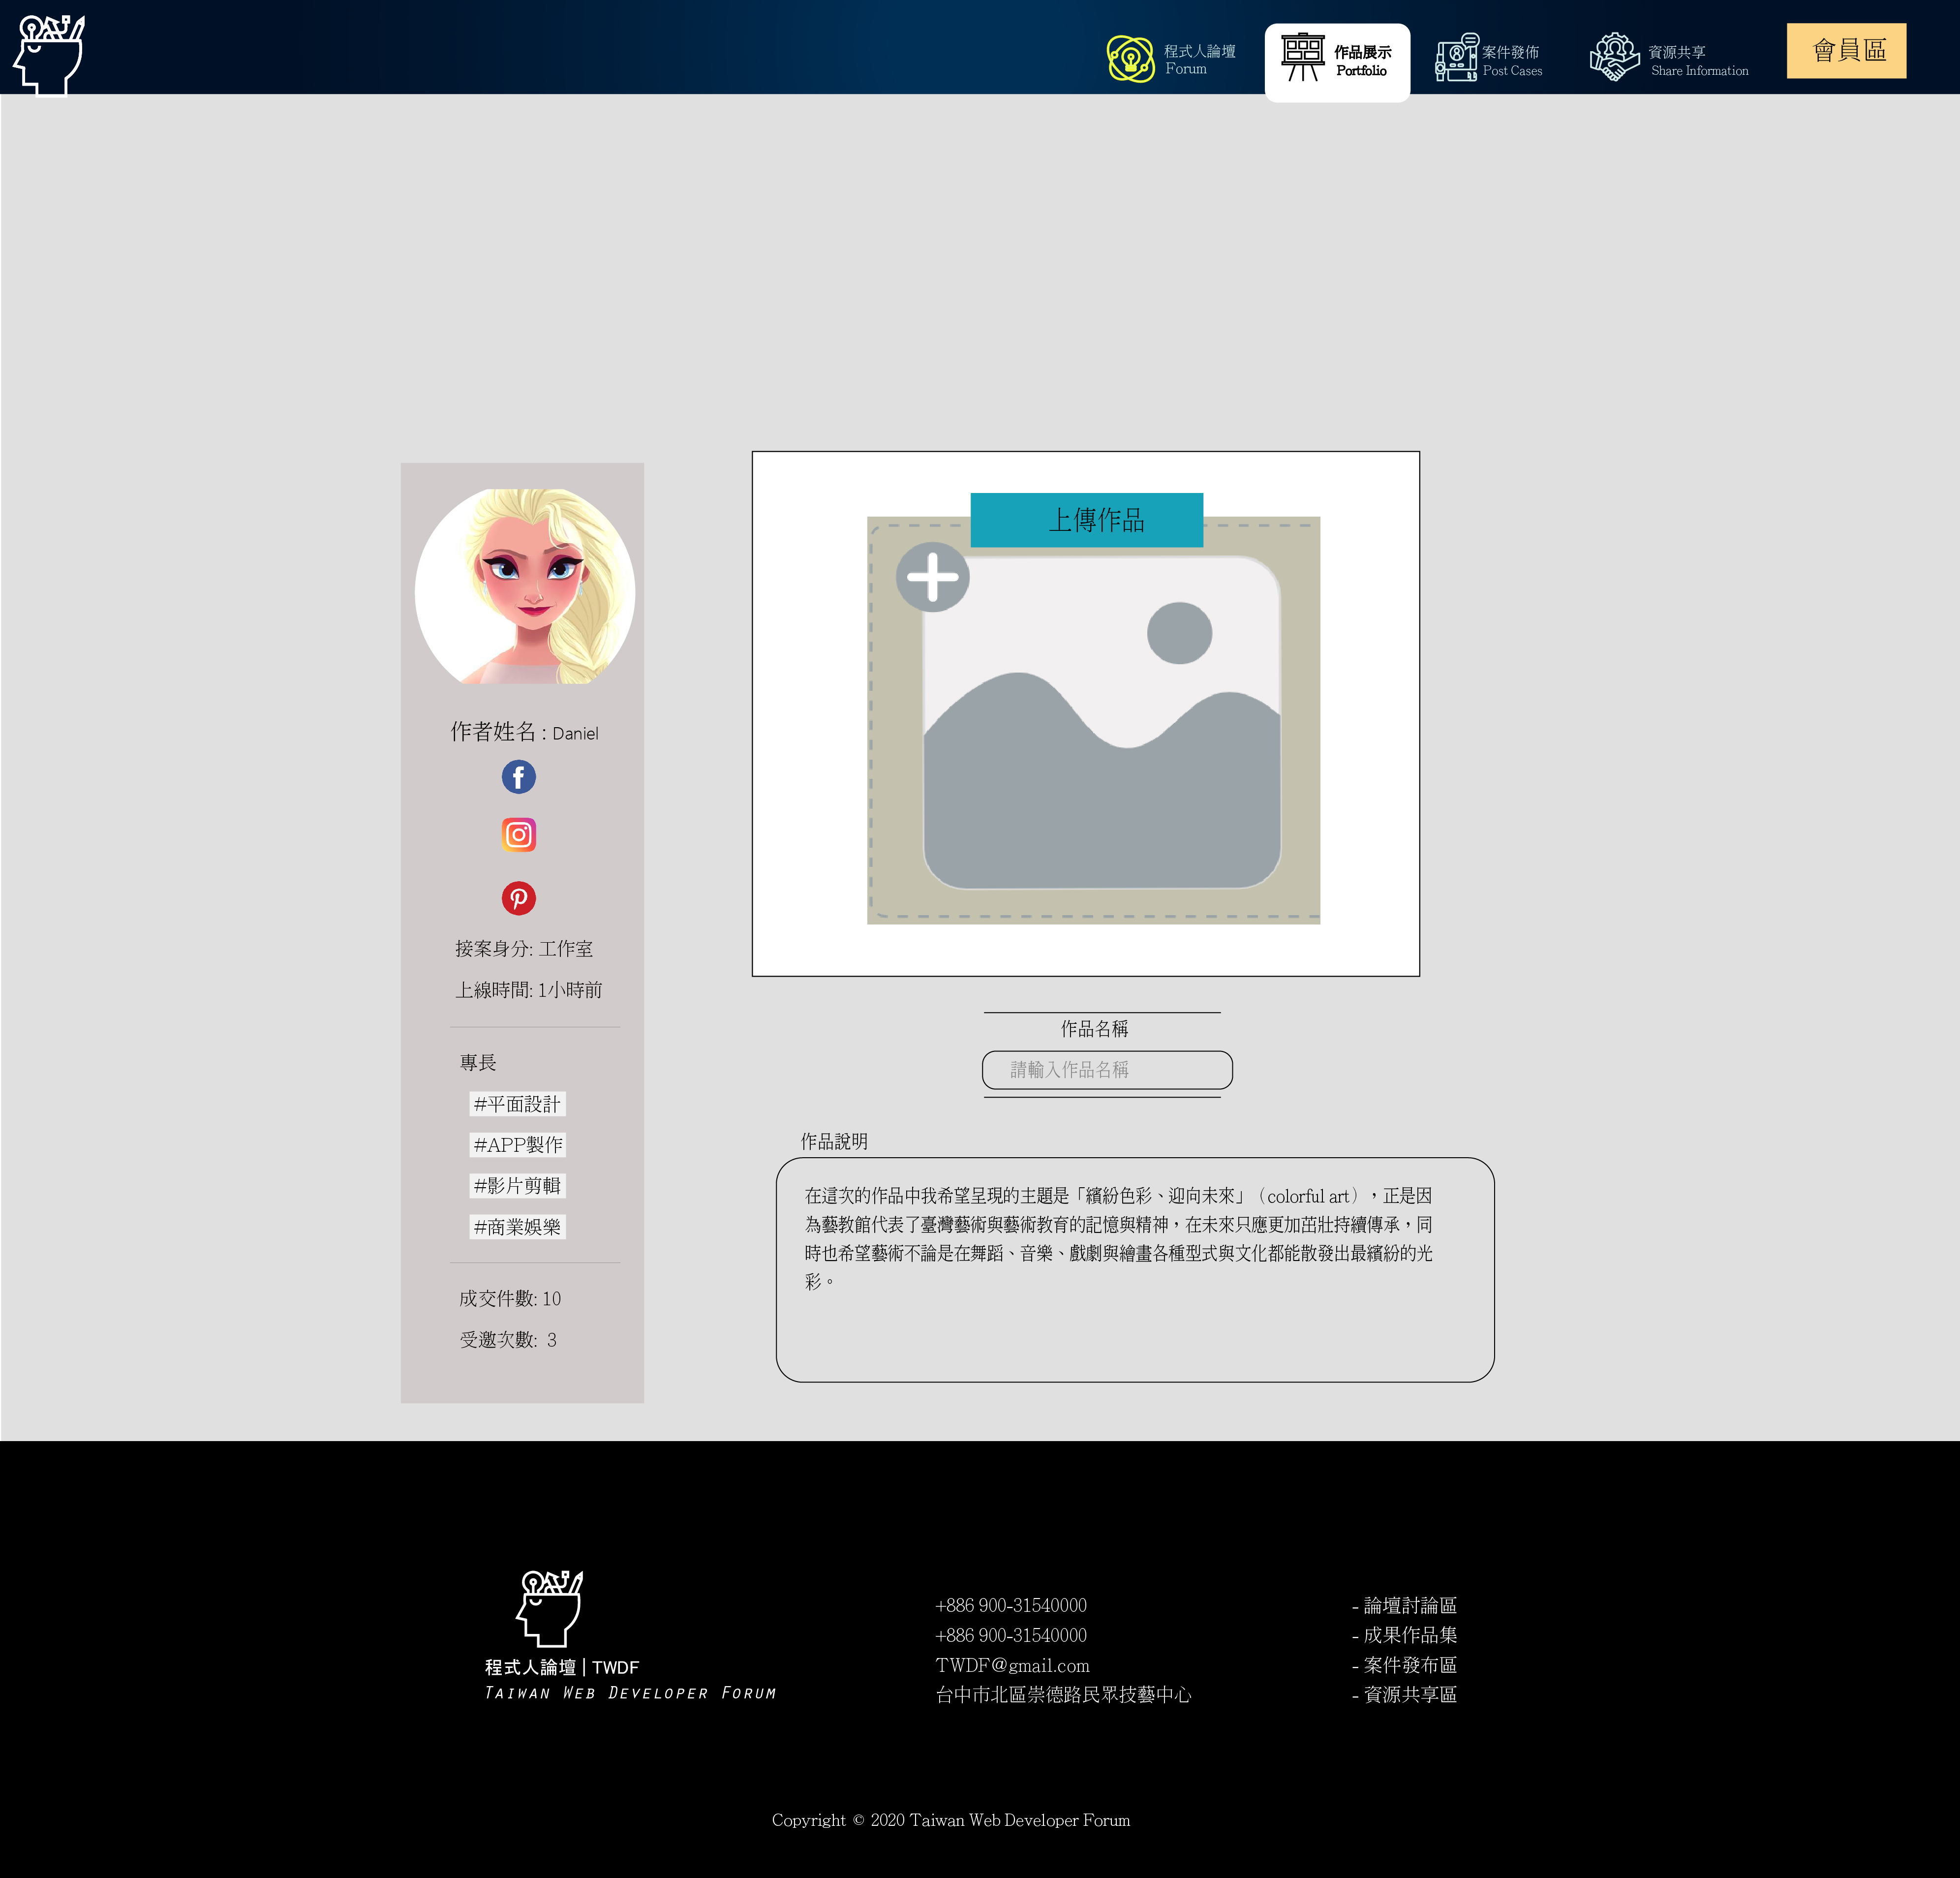 程式人論壇
Forum
作品展示
Portfolio
案件發佈
Post Cases
資源共享
Share Information
會員區
作者姓名 : Daniel
接案身分: 工作室
上線時間: 1小時前
專長
#平面設計
#APP製作
#影片剪輯
#商業娛樂
成交件數: 10
受邀次數: 3
上傳作品
作品名稱
請輸入作品名稱
作品說明
在這次的作品中我希望呈現的主題是「繽紛色彩、迎向未來」（colorful art），正是因
為藝教館代表了臺灣藝術與藝術教育的記憶與精神，在未來只應更加茁壯持續傳承，同
時也希望藝術不論是在舞蹈、音樂、戲劇與繪畫各種型式與文化都能散發出最繽紛的光
彩。
程式人論壇 | TWDF
Taiwan Web Developer Forum
+886 900-31540000
+886 900-31540000
TWDF@gmail.com
台中市北區崇德路民眾技藝中心
- 論壇討論區
- 成果作品集
- 案件發布區
- 資源共享區
Copyright © 2020 Taiwan Web Developer Forum